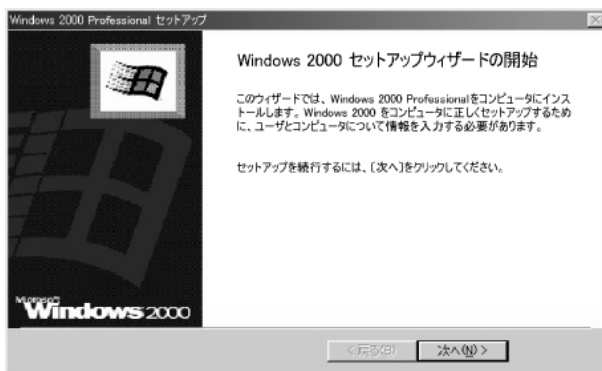 Windows 2000 Professional セットアップ
Windows 2000 セットアップウィザードの開始
このウィザードでは、Windows 2000 Professionalをコンピュータにインス
トールします。Windows 2000 をコンピュータに正しくセットアップするため
に、ユーザとコンピュータについて情報を入力する必要があります。
セットアップを続行するには、[次へ]をクリックしてください。
Microsoft
Windows 2000
< 戻る(B)
次へ(N) >